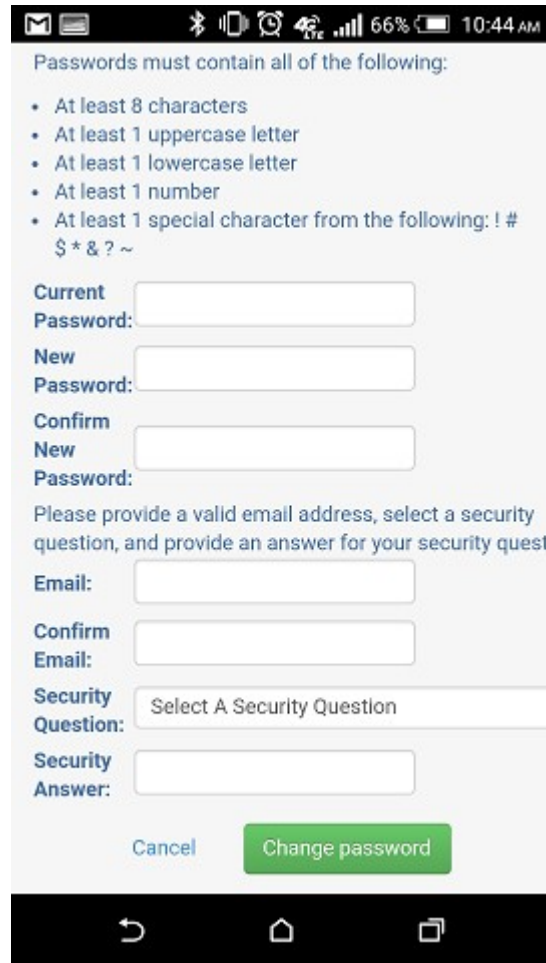 66% 10:44 AM
Passwords must contain all of the following:
• At least 8 characters
• At least 1 uppercase letter
• At least 1 lowercase letter
• At least 1 number
• At least 1 special character from the following: ! #
$ * & ? ~
Current
Password:
New
Password:
Confirm
New
Password:
Please provide a valid email address, select a security
question, and provide an answer for your security quest
Email:
Confirm
Email:
Security
Question:
Select A Security Question
Security
Answer:
Cancel Change password